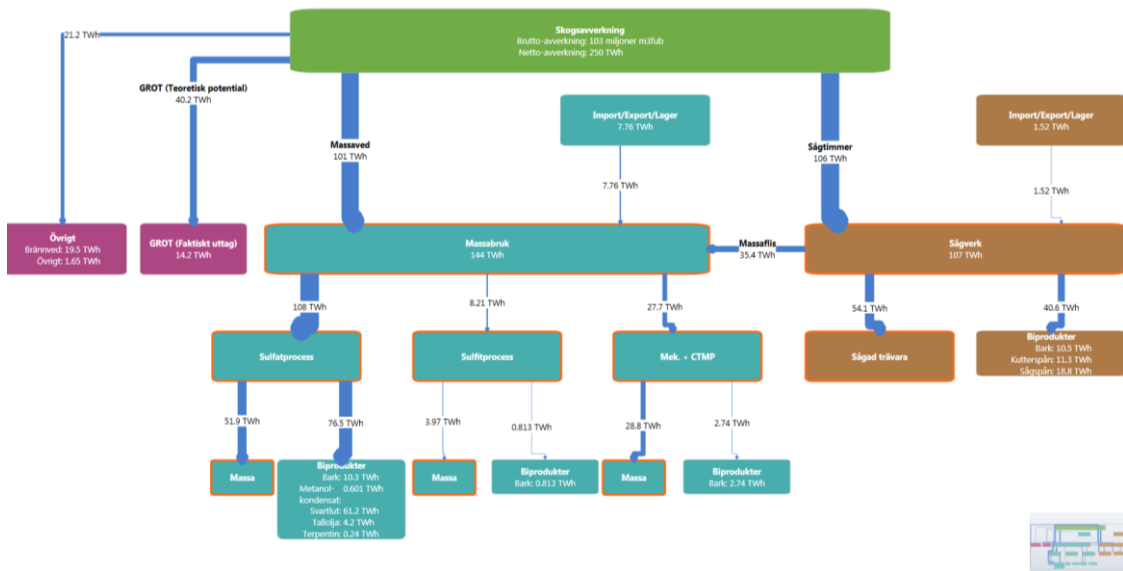 Skogsavverkning
Brutto-avverkning: 103 miljoner m3fub
Netto-avverkning: 250 TWh
21.2 TWh
GROT (Teoretisk potential)
40.2 TWh
Massaved
101 TWh
Import/Export/Lager
7.76 TWh
Sågtimmer
106 TWh
Import/Export/Lager
1.52 TWh
7.76 TWh
1.52 TWh
Övrigt
Brännved: 19.5 TWh
Övrigt: 1.65 TWh
GROT (Faktiskt uttag)
14.2 TWh
Massabruk
144 TWh
Massaflis
35.4 TWh
Sågverk
107 TWh
108 TWh
8.21 TWh
27.7 TWh
54.1 TWh
40.6 TWh
Sulfatprocess
Sulfitprocess
Mek. + CTMP
Sågad trävara
Biprodukter
Bark: 10.5 TWh
Kutterspån: 11.3 TWh
Sågspån: 18.8 TWh
51.9 TWh
76.5 TWh
3.97 TWh
0.813 TWh
28.8 TWh
2.74 TWh
Massa
Biprodukter
Bark: 10.3 TWh
Metanol- 0.601 TWh
kondensat:
Svartlut: 61.2 TWh
Tallolja: 4.2 TWh
Terpentin: 0.24 TWh
Massa
Biprodukter
Bark: 0.813 TWh
Massa
Biprodukter
Bark: 2.74 TWh